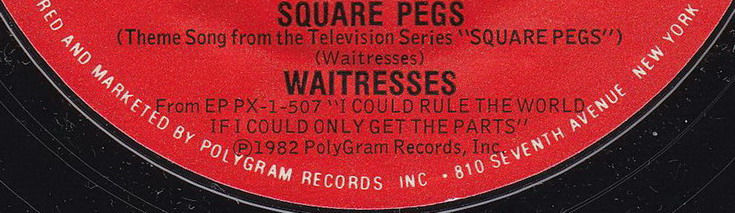 SQUARE PEGS
(Theme Song from the Television Series "SQUARE PEGS")
(Waitresses)
WAITRESSES
From EP PX-1-507 "I COULD RULE THE WORLD
IF I COULD ONLY GET THE PARTS"
℗1982 PolyGram Records, Inc.
AND MARKETED BY POLYGRAM RECORDS INC • 810 SEVENTH AVENUE NEW YORK